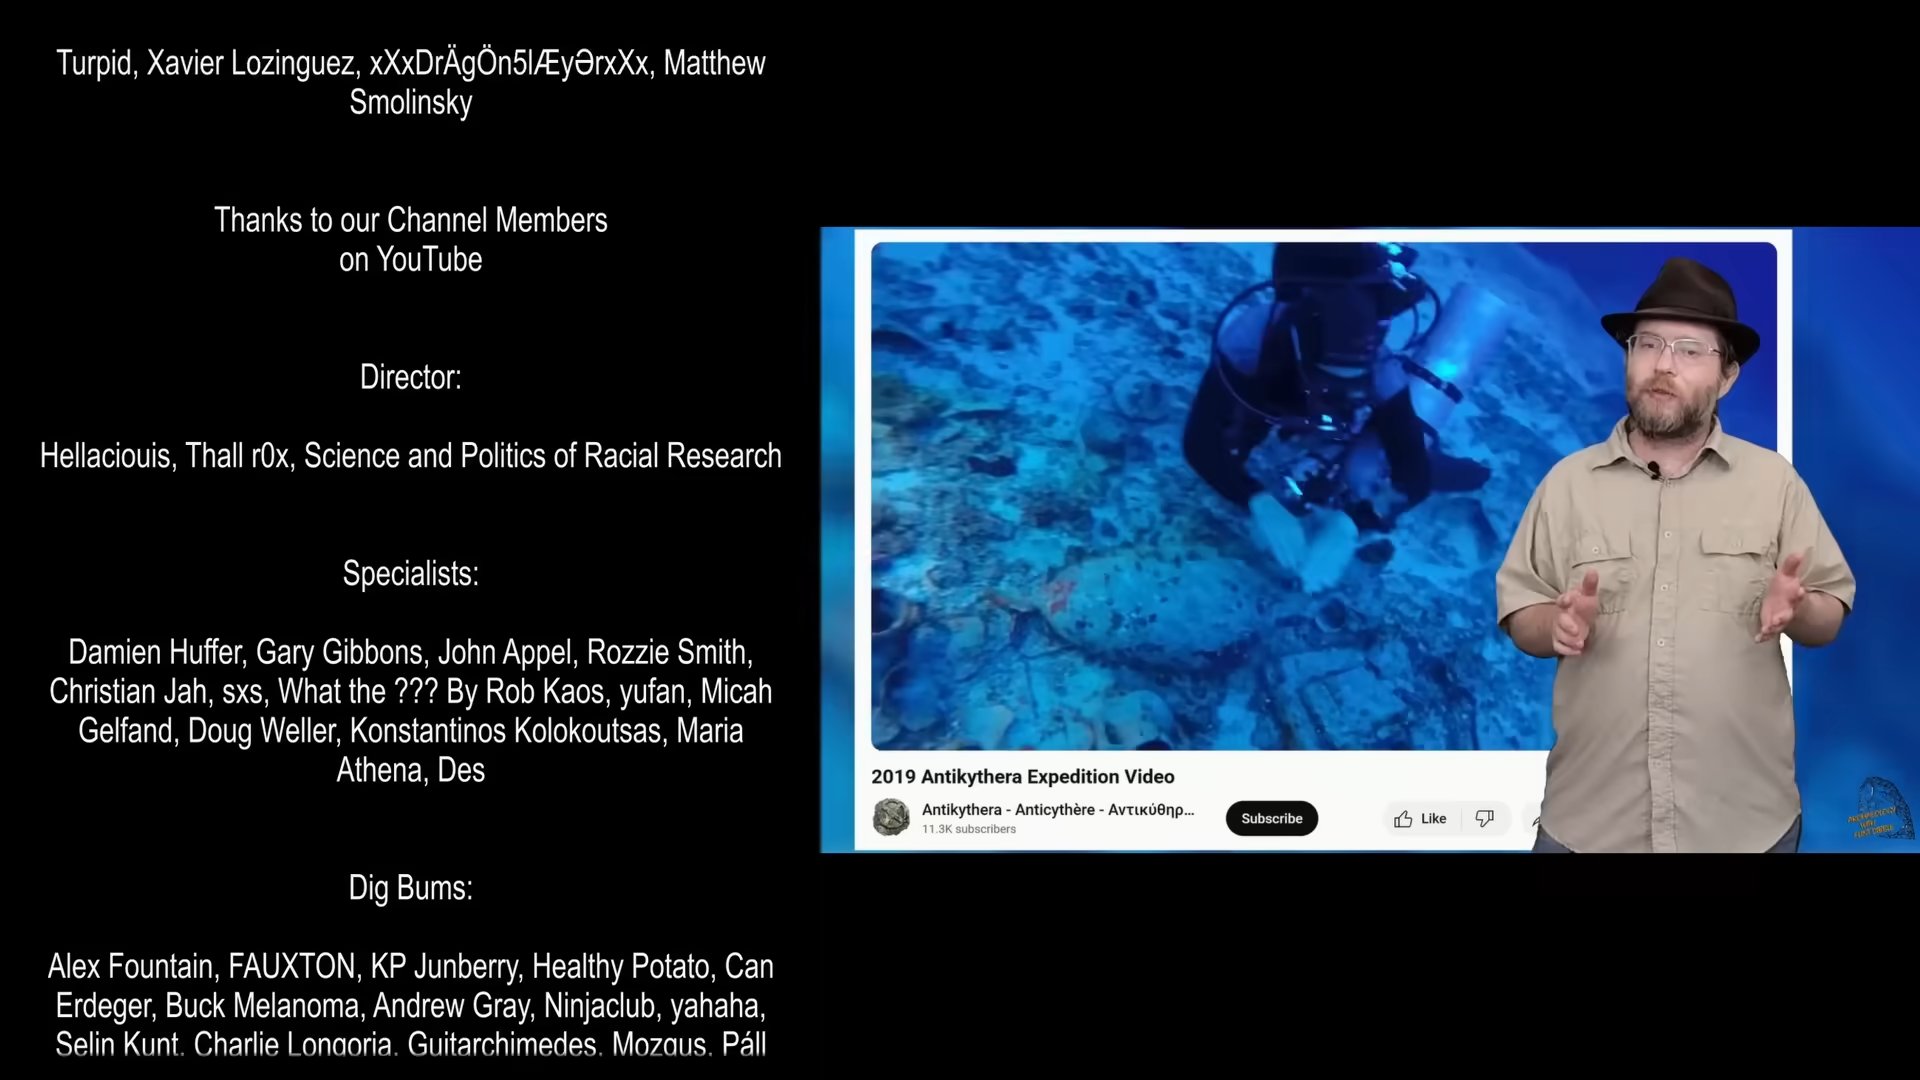 Turpid, Xavier Lozinguez, xXxDrÄgÖn5lÆyƏrxXx, Matthew
Smolinsky
Thanks to our Channel Members
on YouTube
Director:
Hellaciouis, Thall r0x, Science and Politics of Racial Research
Specialists:
Damien Huffer, Gary Gibbons, John Appel, Rozzie Smith,
Christian Jah, sxs, What the ??? By Rob Kaos, yufan, Micah
Gelfand, Doug Weller, Konstantinos Kolokoutsas, Maria
Athena, Des
Dig Bums:
Alex Fountain, FAUXTON, KP Junberry, Healthy Potato, Can
Erdeger, Buck Melanoma, Andrew Gray, Ninjaclub, yahaha,
Selin Kunt, Charlie Longoria, Guitarchimedes, Mozgus, Páll
2019 Antikythera Expedition Video
Antikythera - Anticythère - Αντικύθηρ...
11.3K subscribers
Subscribe
Like
ARCHAEOLOGY
WITH
FLINT DIBBLE